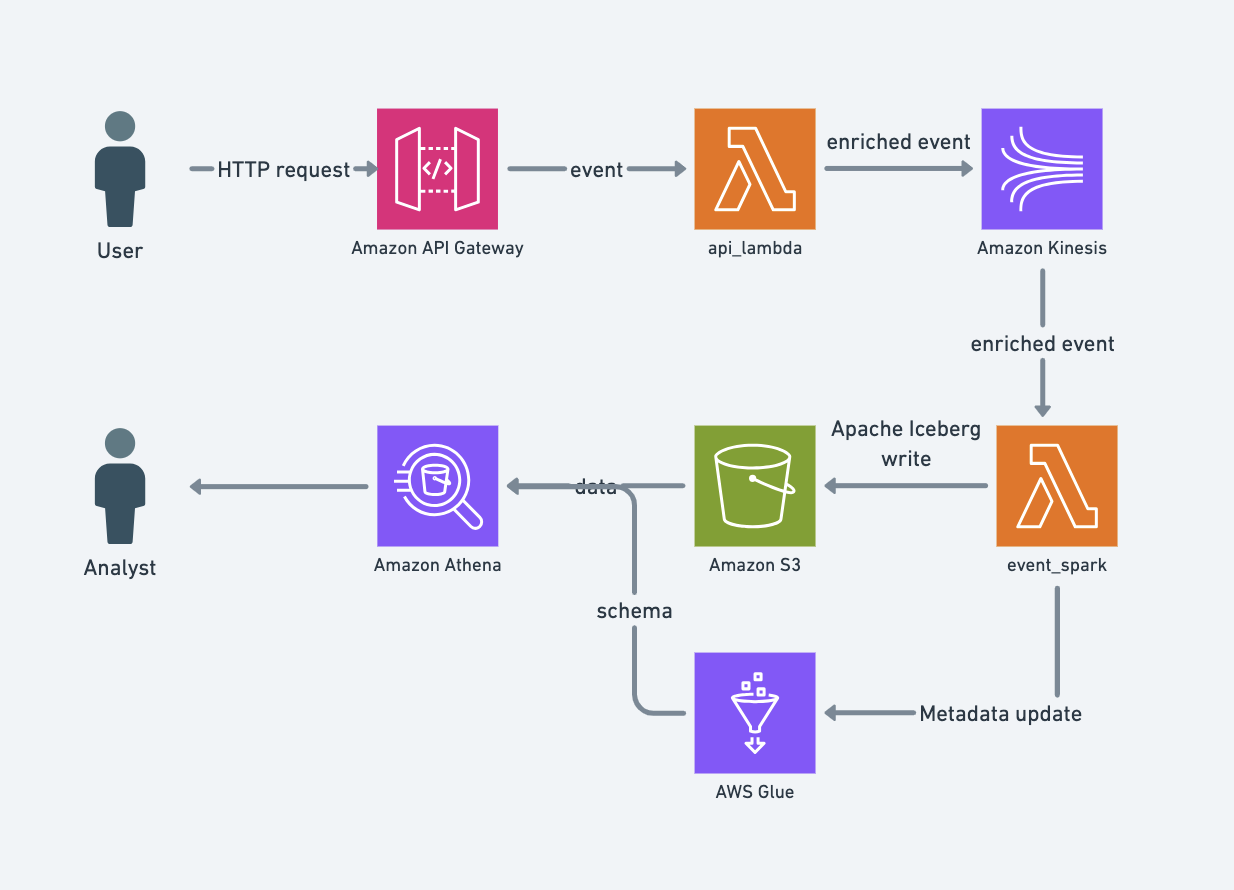 HTTP request
event
enriched event
User
Amazon API Gateway
</>
api_lambda
Amazon Kinesis
enriched event
Apache Iceberg
write
data
Analyst
Amazon Athena
Amazon S3
event_spark
schema
Metadata update
AWS Glue